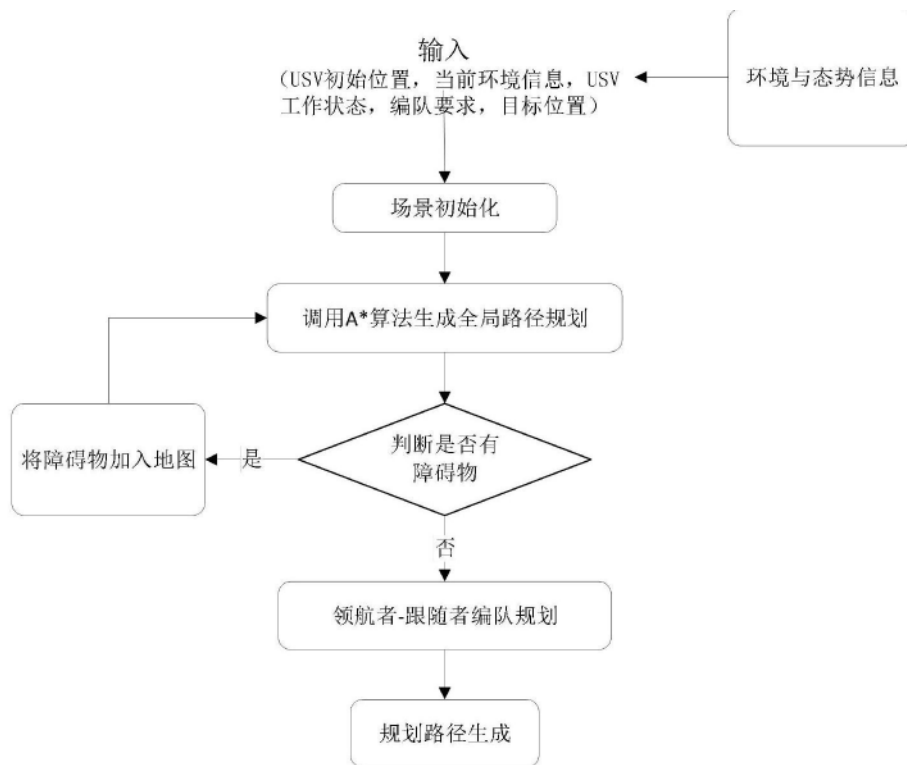 输入
（USV初始位置，当前环境信息，USV
工作状态，编队要求，目标位置）
环境与态势信息
场景初始化
调用A*算法生成全局路径规划
将障碍物加入地图
是
判断是否有
障碍物
否
领航者-跟随者编队规划
规划路径生成